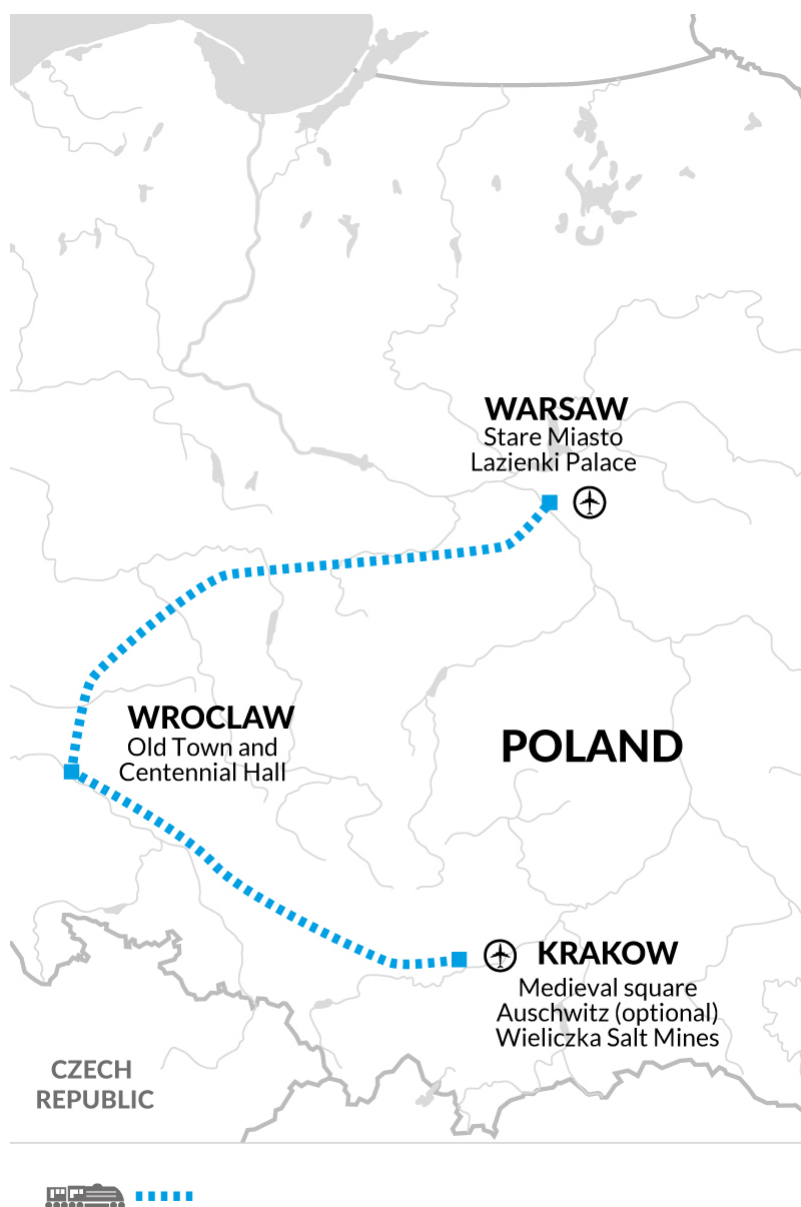 WARSAW
Stare Miasto
Lazienki Palace
WROCLAW
Old Town and
Centennial Hall
POLAND
KRAKOW
Medieval square
Auschwitz (optional)
Wieliczka Salt Mines
CZECH
REPUBLIC